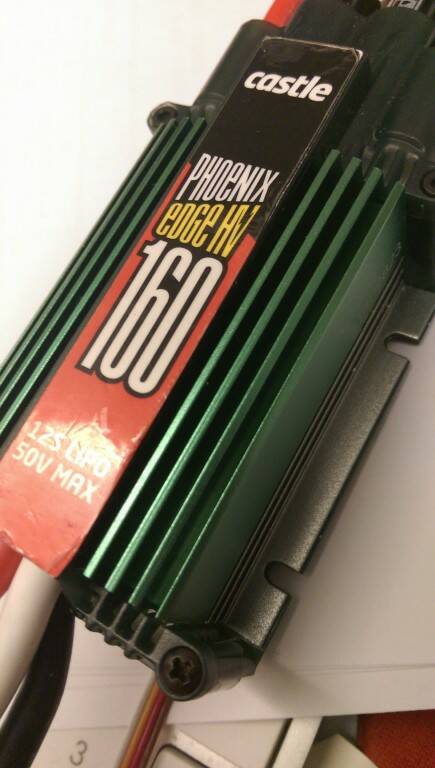 castle
PHOENIX
EDGE HV
160
12S LIPO
50V MAX
3